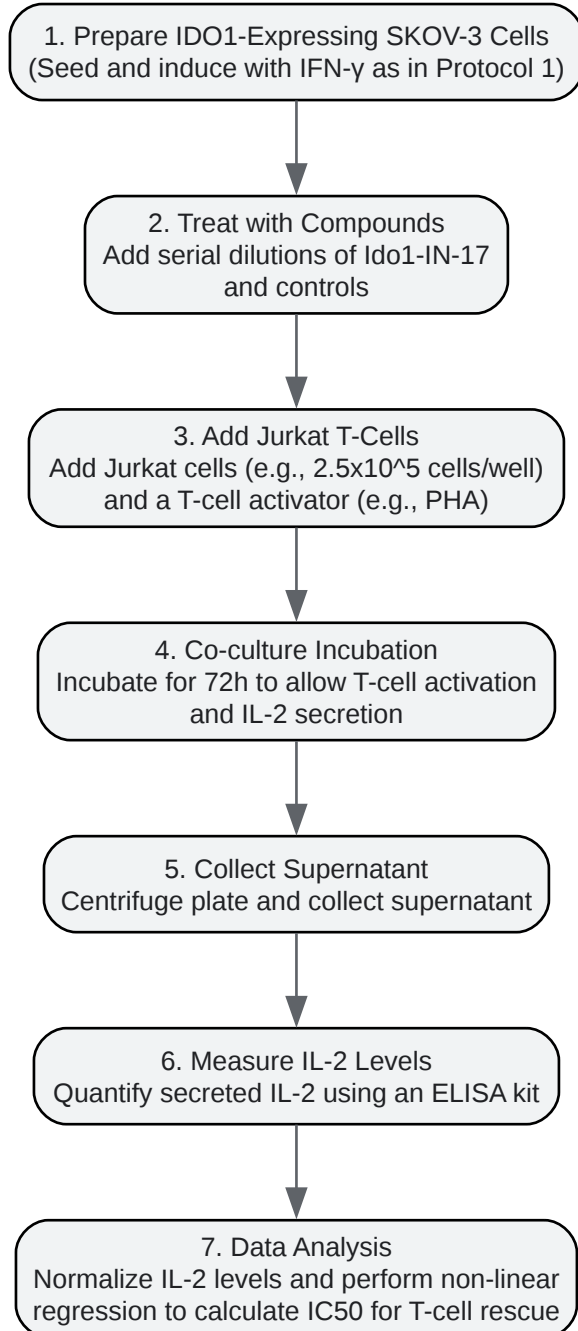 1. Prepare IDO1-Expressing SKOV-3 Cells
(Seed and induce with IFN-γ as in Protocol 1)
2. Treat with Compounds
Add serial dilutions of Ido1-IN-17
and controls
3. Add Jurkat T-Cells
Add Jurkat cells (e.g., 2.5x10^5 cells/well)
and a T-cell activator (e.g., PHA)
4. Co-culture Incubation
Incubate for 72h to allow T-cell activation
and IL-2 secretion
5. Collect Supernatant
Centrifuge plate and collect supernatant
6. Measure IL-2 Levels
Quantify secreted IL-2 using an ELISA kit
7. Data Analysis
Normalize IL-2 levels and perform non-linear
regression to calculate IC50 for T-cell rescue